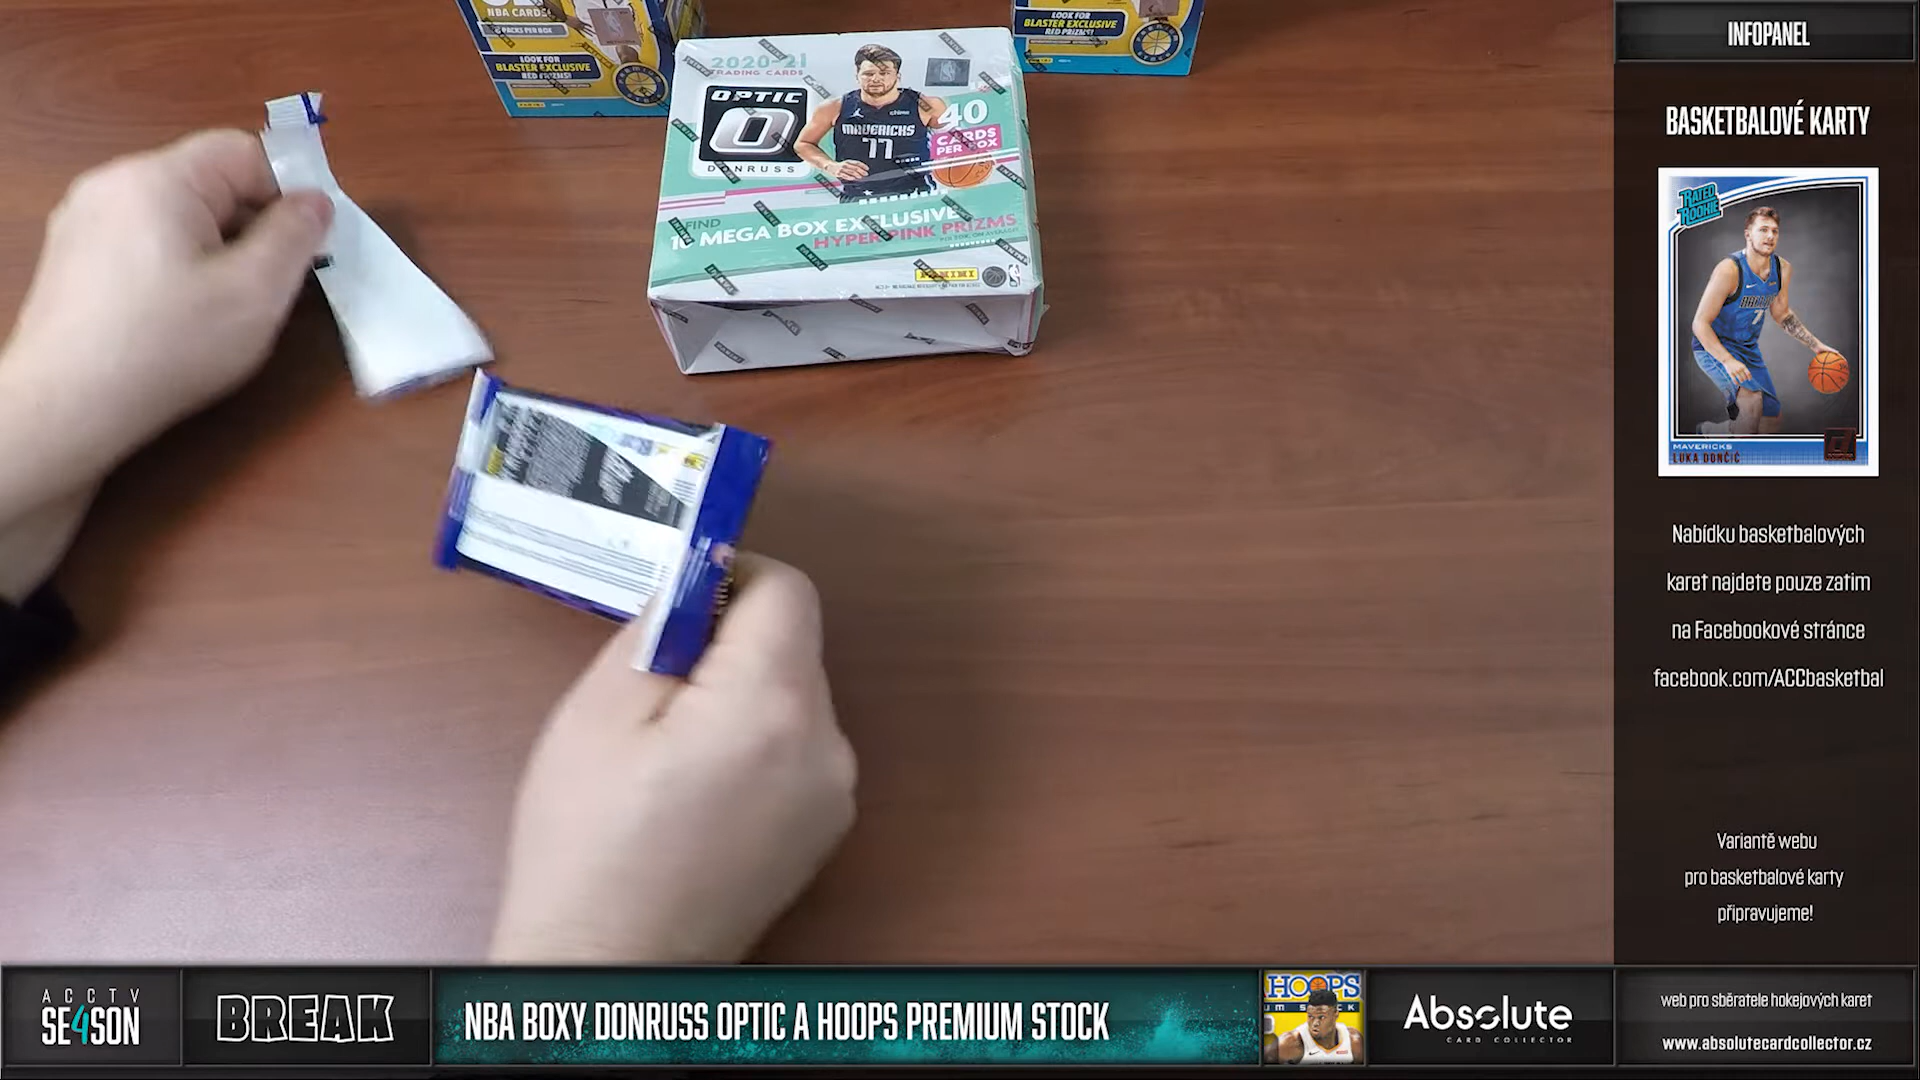 NBA CARDS
LOOK FOR
BLASTER EXCLUSIVE
RED PRIZMS!
2020-21
TRADING CARDS
OPTIC
DONRUSS
MAVERICKS
77
40
CARDS
PER BOX
FIND
10 MEGA BOX EXCLUSIVE
HYPER PINK PRIZMS
PANINI
LOOK FOR
BLASTER EXCLUSIVE
RED PRIZMS!
INFOPANEL
BASKETBALOVÉ KARTY
RATED
ROOKIE
MAVERICKS
LUKA DONČIĆ
Nabídku basketbalových
karet najdete pouze zatim
na Facebookové stránce
facebook.com/ACCbasketbal
Variantě webu
pro basketbalové karty
připravujeme!
ACCTV
SE4SON
BREAK
NBA BOXY DONRUSS OPTIC A HOOPS PREMIUM STOCK
HOOPS
Absolute
CARD COLLECTOR
web pro sběratele hokejových karet
www.absolutecardcollector.cz